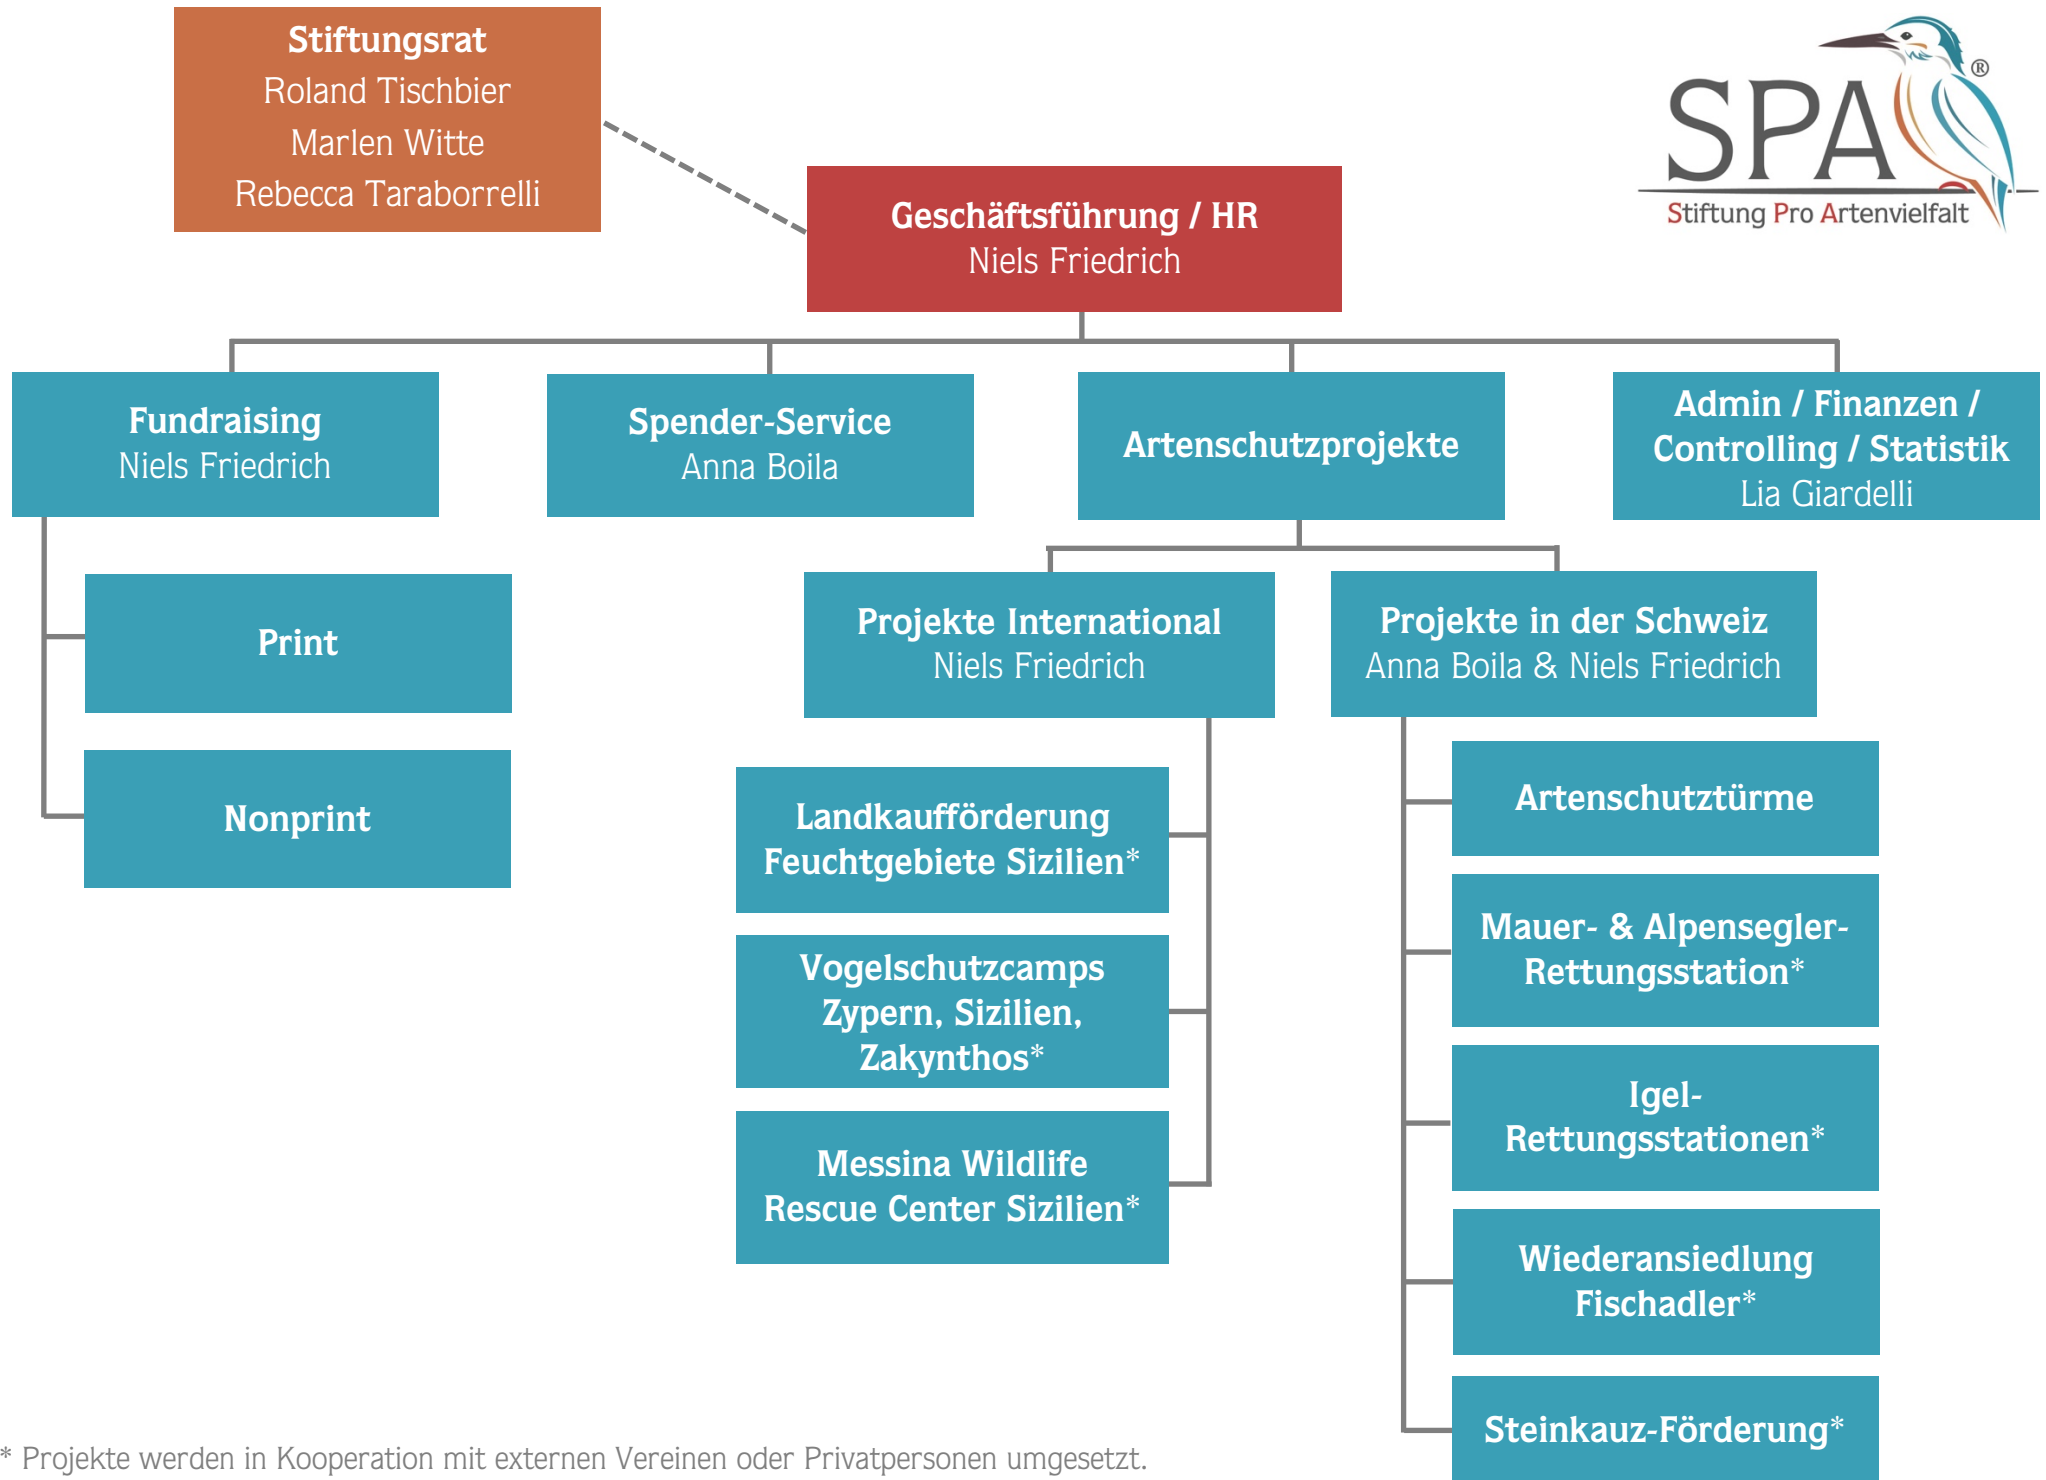 Stiftungsrat
Roland Tischbier
Marlen Witte
Rebecca Taraborrelli
SPA®
Stiftung Pro Artenvielfalt
Geschäftsführung / HR
Niels Friedrich
Fundraising
Niels Friedrich
Spender-Service
Anna Boila
Artenschutzprojekte
Admin / Finanzen /
Controlling / Statistik
Lia Giardelli
Print
Nonprint
Projekte International
Niels Friedrich
Projekte in der Schweiz
Anna Boila & Niels Friedrich
Landkaufförderung
Feuchtgebiete Sizilien*
Vogelschutzcamps
Zypern, Sizilien,
Zakynthos*
Messina Wildlife
Rescue Center Sizilien*
Artenschutztürme
Mauer- & Alpensegler-
Rettungsstation*
Igel-
Rettungsstationen*
Wiederansiedlung
Fischadler*
Steinkauz-Förderung*
* Projekte werden in Kooperation mit externen Vereinen oder Privatpersonen umgesetzt.